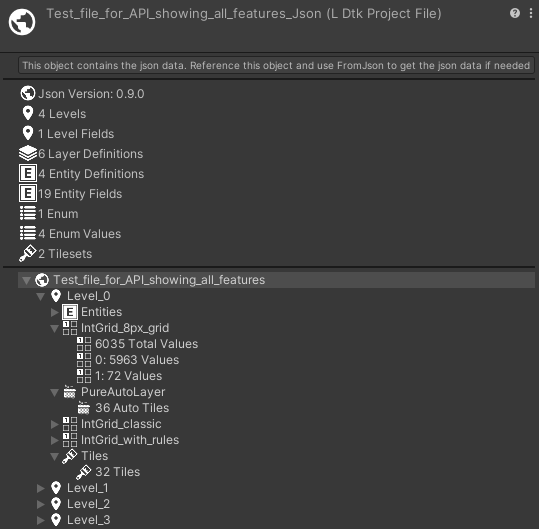 Test_file_for_API_showing_all_features_Json (L Dtk Project File)
This object contains the json data. Reference this object and use FromJson to get the json data if needed
Json Version: 0.9.0
4 Levels
1 Level Fields
6 Layer Definitions
E 4 Entity Definitions
E 19 Entity Fields
1 Enum
4 Enum Values
2 Tilesets
Test_file_for_API_showing_all_features
Level_0
E Entities
IntGrid_8px_grid
6035 Total Values
0: 5963 Values
1: 72 Values
PureAutoLayer
36 Auto Tiles
IntGrid_classic
IntGrid_with_rules
Tiles
32 Tiles
Level_1
Level_2
Level_3